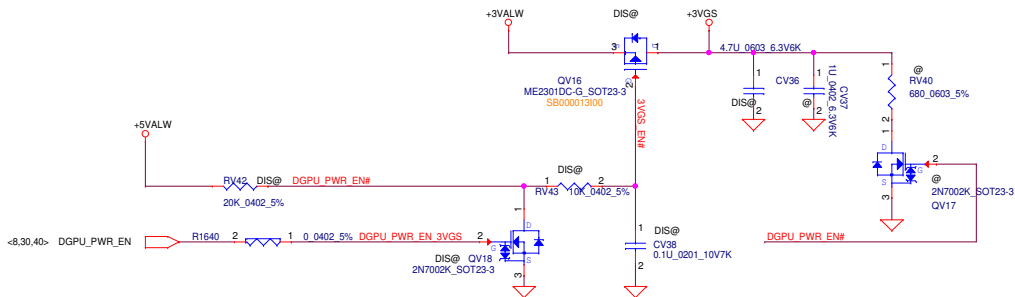 +3VALW
DIS@
+3VGS
3
S
D
1
G
2
QV16
ME2301DC-G_SOT23-3
SB000013I00
3VGS_EN#
4.7U_0603_6.3V6K
1
CV36
DIS@
2
1
1U_0402_6.3V6K
CV37
@
2
1
@
RV40
680_0603_5%
2
1
D
G
2
S
3
@
2N7002K_SOT23-3
QV17
+5VALW
RV42
DIS@
20K_0402_5%
DGPU_PWR_EN#
DIS@
1
2
RV43
10K_0402_5%
<8,30,40>
DGPU_PWR_EN
R1640
2
1
0_0402_5%
DGPU_PWR_EN_3VGS
2
1
D
G
S
3
DIS@
QV18
2N7002K_SOT23-3
1
DIS@
CV38
0.1U_0201_10V7K
2
DGPU_PWR_EN#